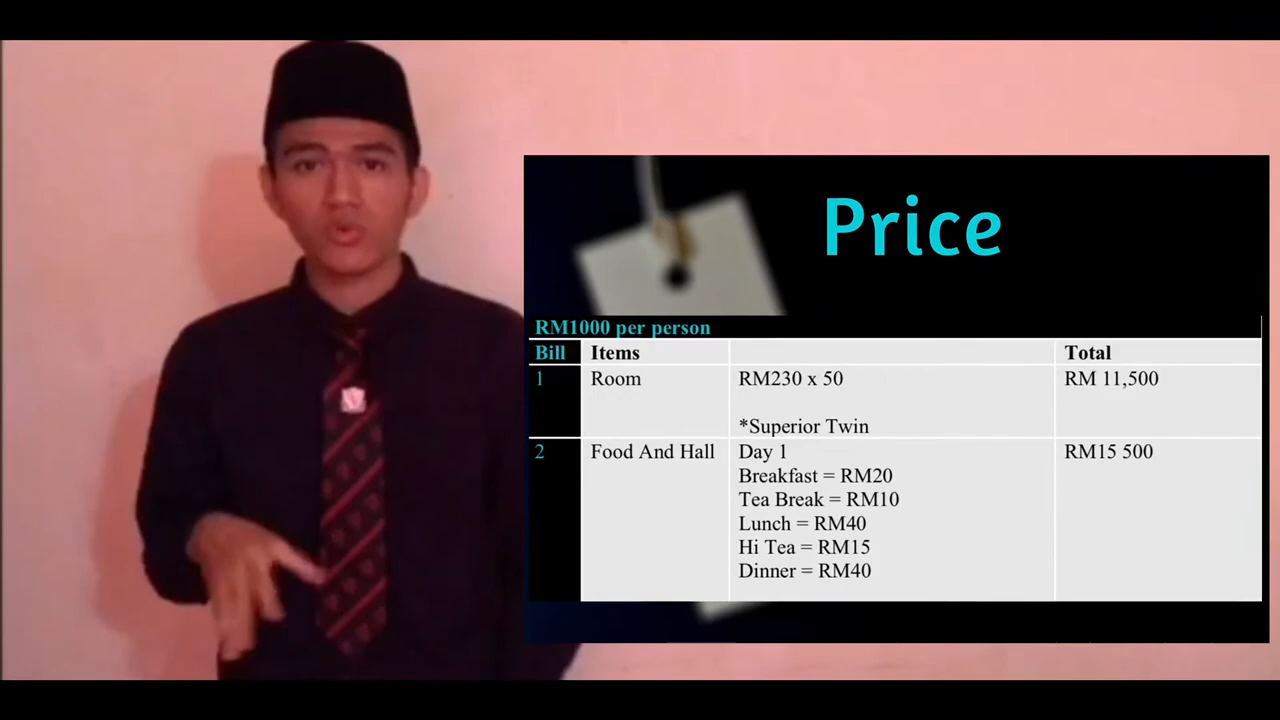 Price
RM1000 per person
Bill Items Total
1 Room RM230 x 50 RM 11,500
*Superior Twin
2 Food And Hall Day 1 RM15 500
Breakfast = RM20
Tea Break = RM10
Lunch = RM40
Hi Tea = RM15
Dinner = RM40